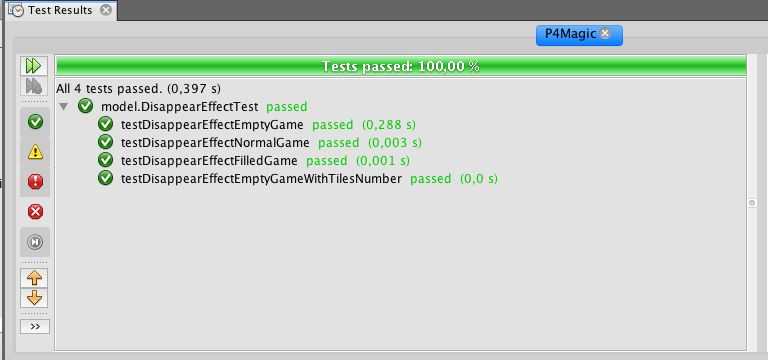 Test Results
P4Magic
Tests passed: 100,00 %
All 4 tests passed. (0,397 s)
model.DisappearEffectTest passed
testDisappearEffectEmptyGame passed (0,288 s)
testDisappearEffectNormalGame passed (0,003 s)
testDisappearEffectFilledGame passed (0,001 s)
testDisappearEffectEmptyGameWithTilesNumber passed (0,0 s)
>>